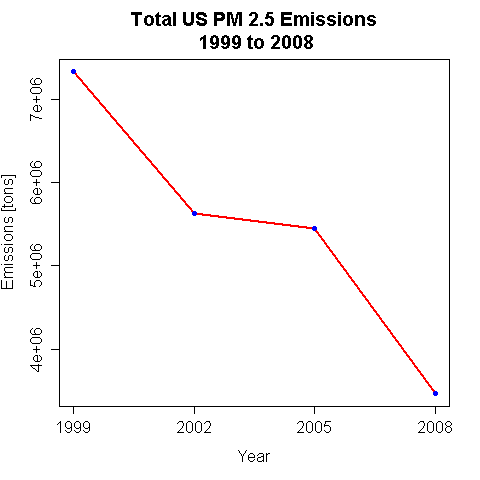 Total US PM 2.5 Emissions
1999 to 2008
Emissions [tons]
7e+06
6e+06
5e+06
4e+06
1999 2002 2005 2008
Year